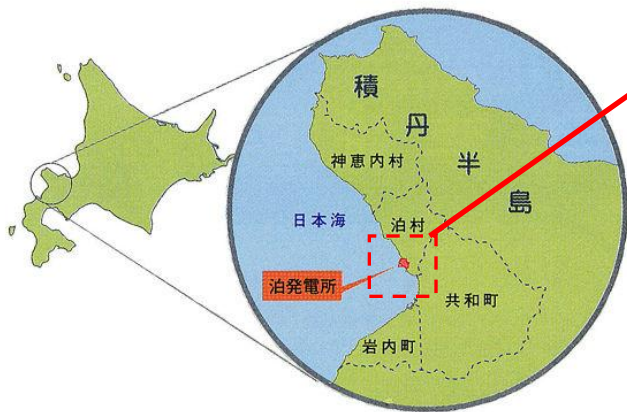 積丹半島
神恵内村
日本海
泊村
泊発電所
共和町
岩内町